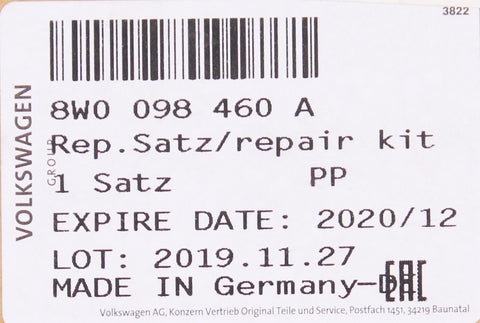 3822
8W0 098 460 A
Rep.Satz/repair kit
1 Satz PP
EXPIRE DATE: 2020/12
LOT: 2019.11.27
MADE IN Germany-DE
EAC
Volkswagen AG, Konzern Vertrieb Original Teile und Service, Postfach 1451, 34219 Baunatal
VOLKSWAGEN
GROUP